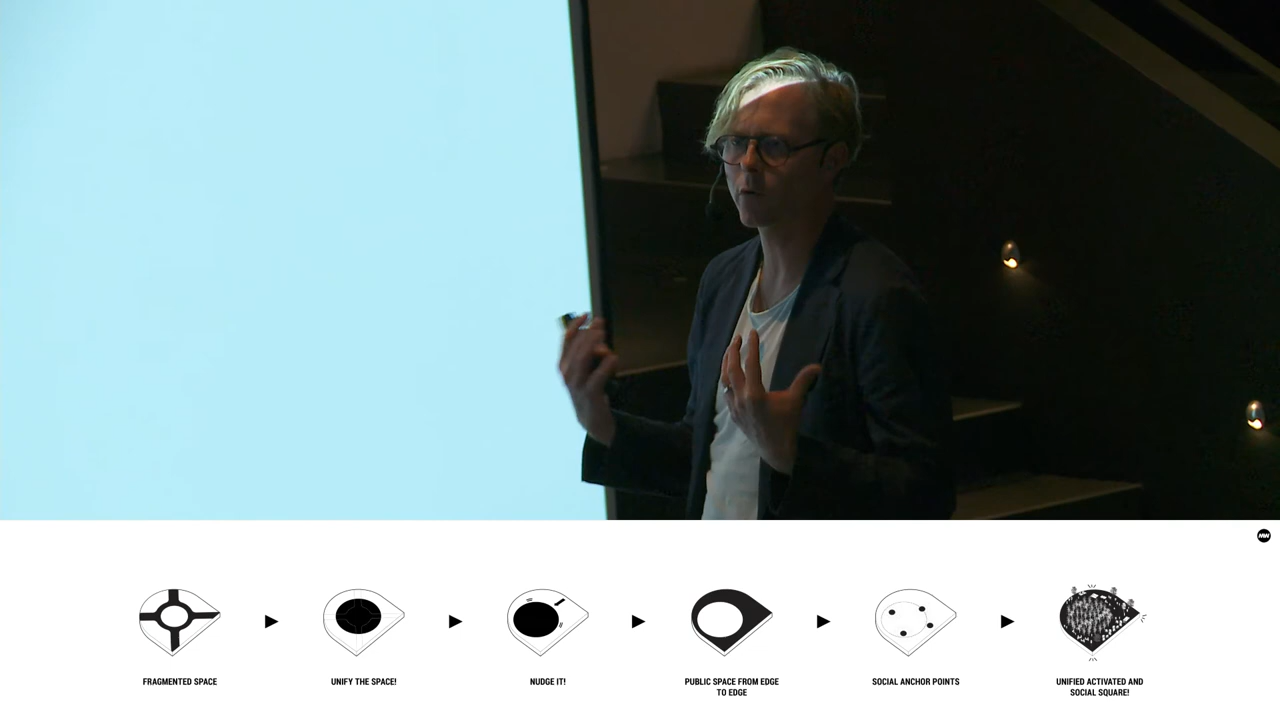 MW
FRAGMENTED SPACE
UNIFY THE SPACE!
NUDGE IT!
PUBLIC SPACE FROM EDGE
TO EDGE
SOCIAL ANCHOR POINTS
UNIFIED ACTIVATED AND
SOCIAL SQUARE!